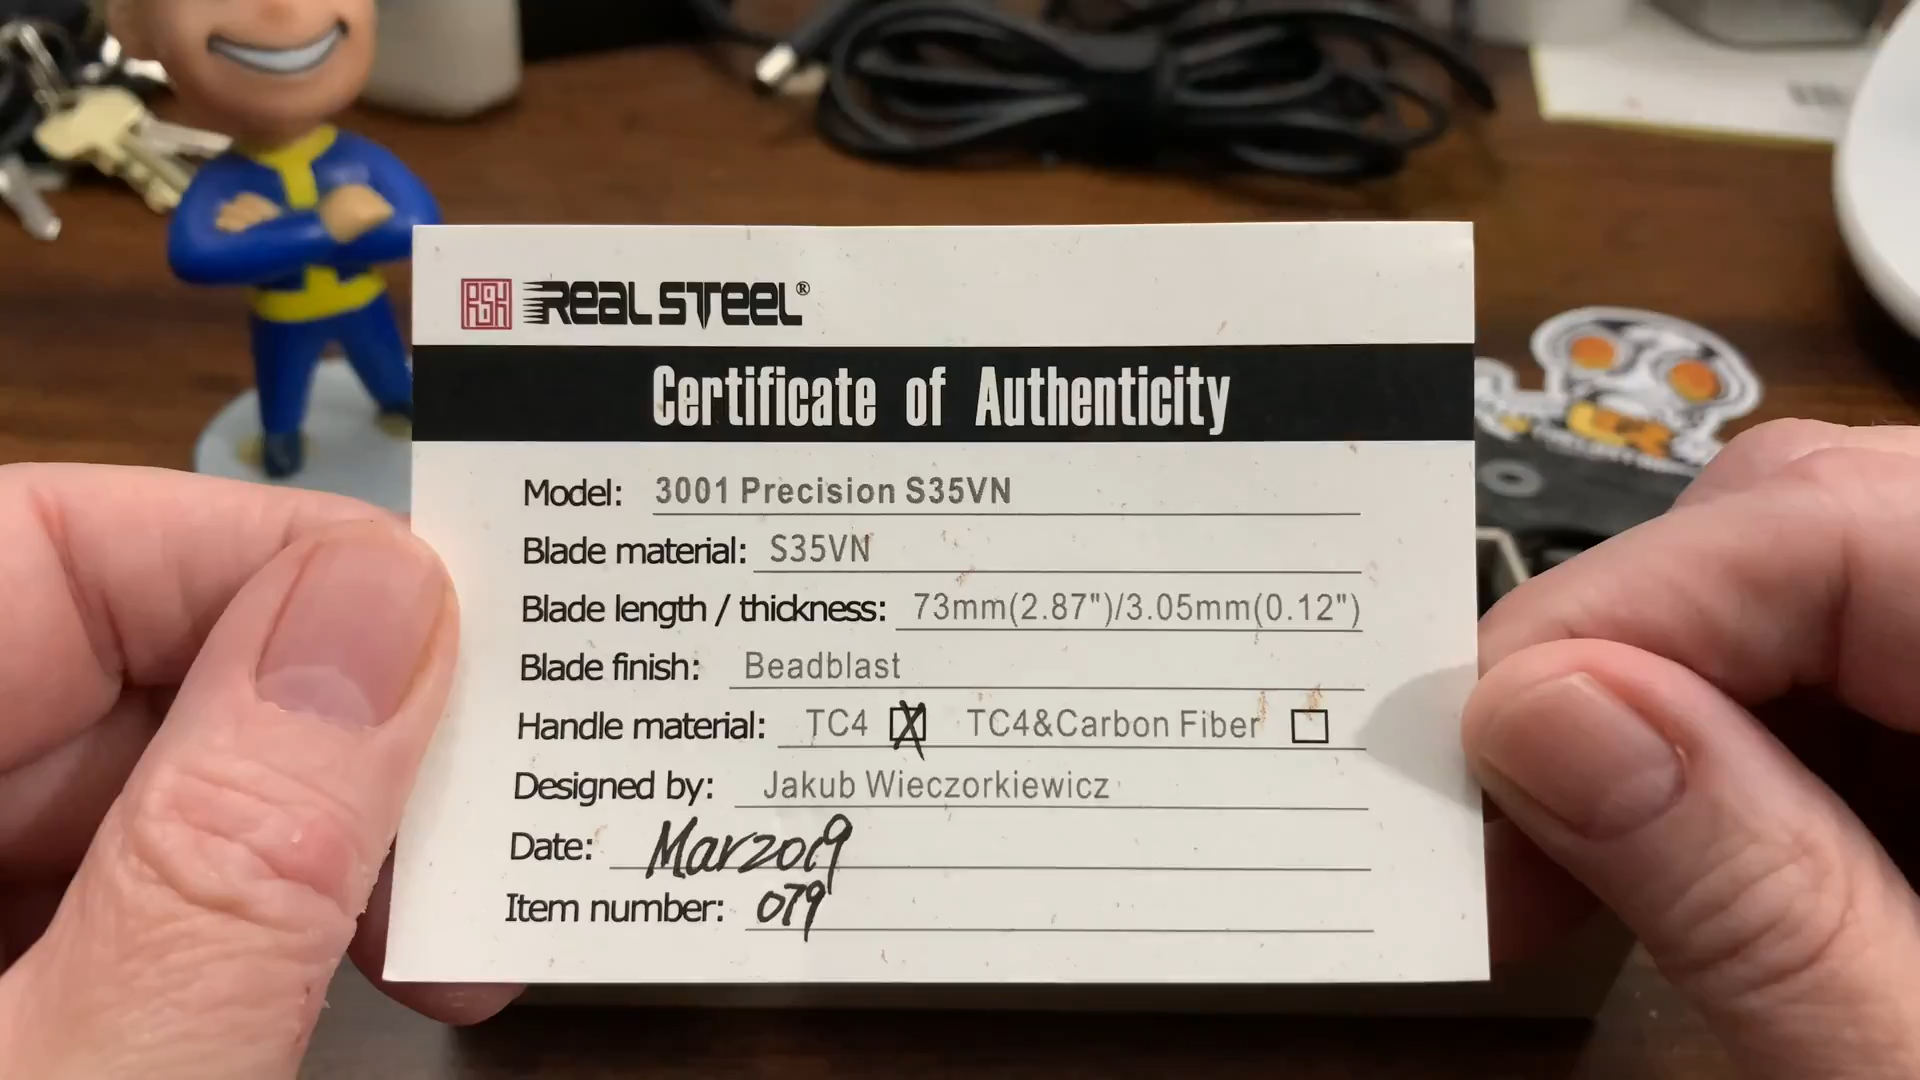 RSK REAL STEEL®
Certificate of Authenticity
Model: 3001 Precision S35VN
Blade material: S35VN
Blade length / thickness: 73mm(2.87")/3.05mm(0.12")
Blade finish: Beadblast
Handle material: TC4 TC4&Carbon Fiber
Designed by: Jakub Wieczorkiewicz
Date: Mar2019
Item number: 079